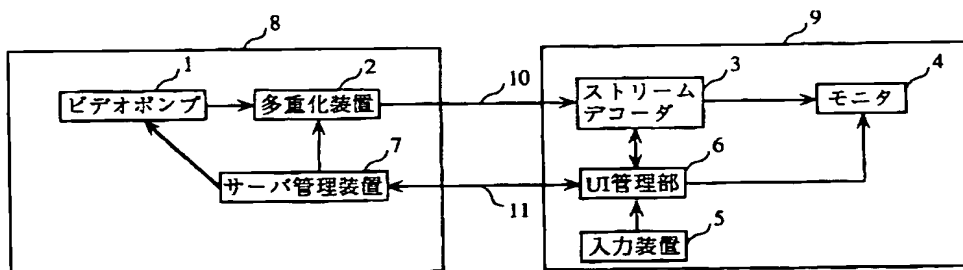 8
9
1
2
3
4
ビデオポンプ
多重化装置
10
ストリーム
デコーダ
モニタ
7
6
サーバ管理装置
11
UI管理部
5
入力装置